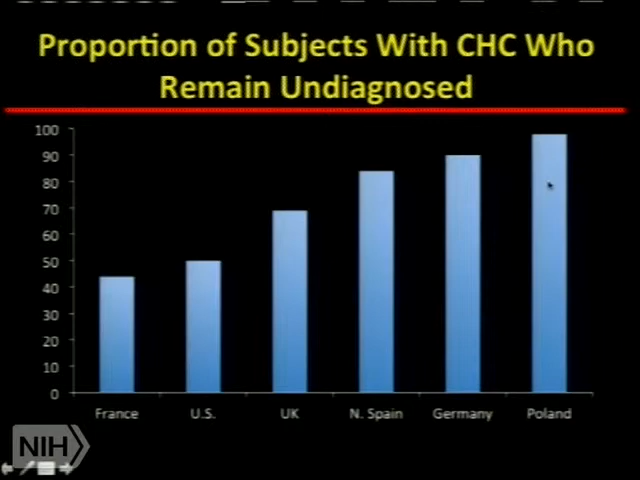 Proportion of Subjects With CHC Who
Remain Undiagnosed
100
90
80
70
60
50
40
30
20
10
0
France
U.S.
UK
N. Spain
Germany
Poland
NIH